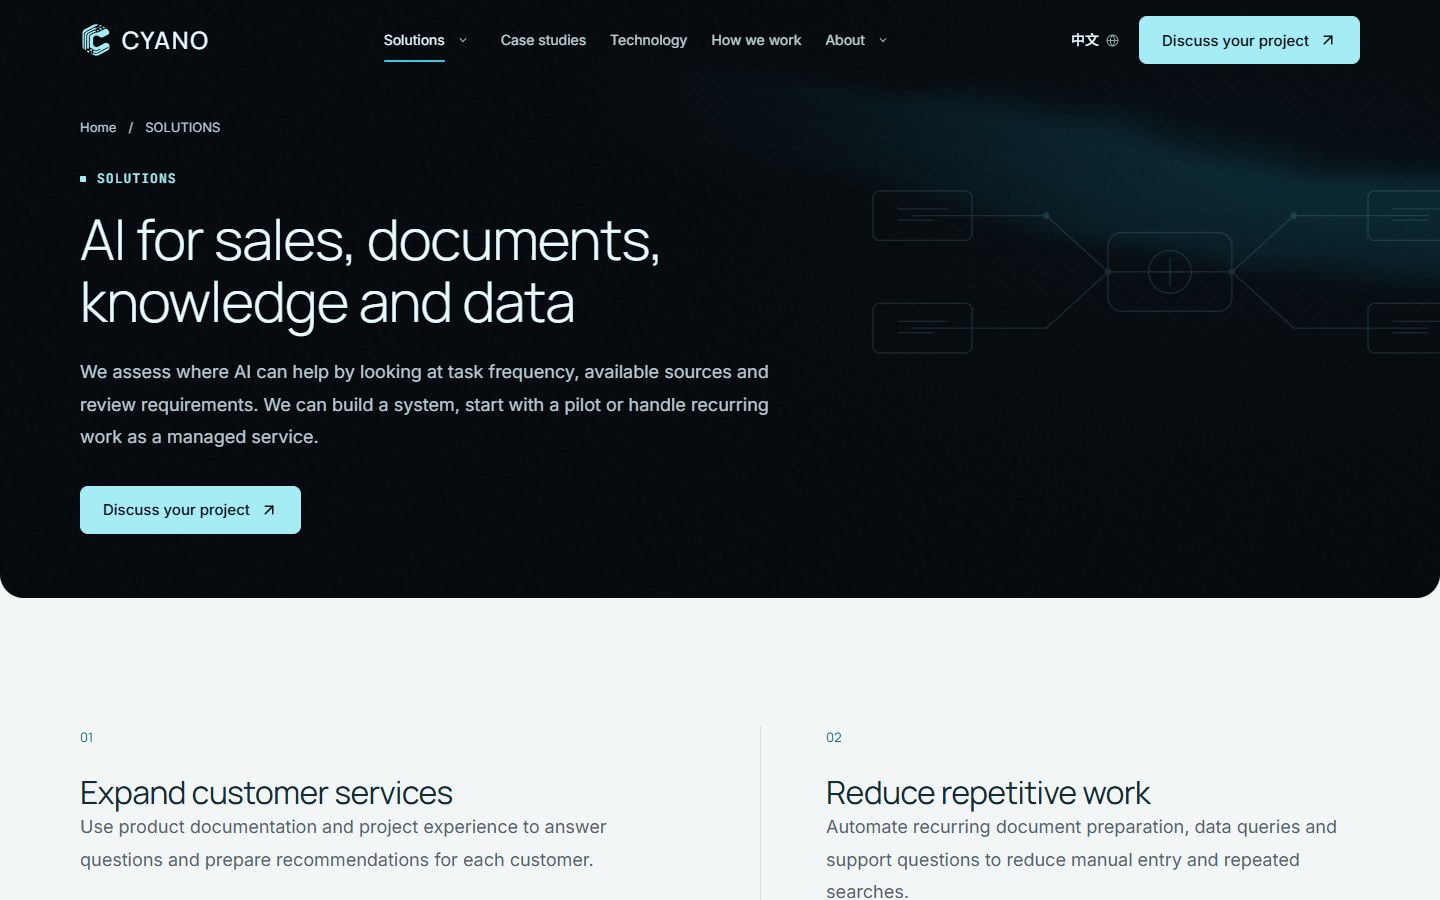 CYANO
Solutions
Case studies
Technology
How we work
About
中文
Discuss your project
Home / SOLUTIONS
SOLUTIONS
AI for sales, documents,
knowledge and data
We assess where AI can help by looking at task frequency, available sources and
review requirements. We can build a system, start with a pilot or handle recurring
work as a managed service.
Discuss your project
01
Expand customer services
Use product documentation and project experience to answer
questions and prepare recommendations for each customer.
02
Reduce repetitive work
Automate recurring document preparation, data queries and
support questions to reduce manual entry and repeated
searches.